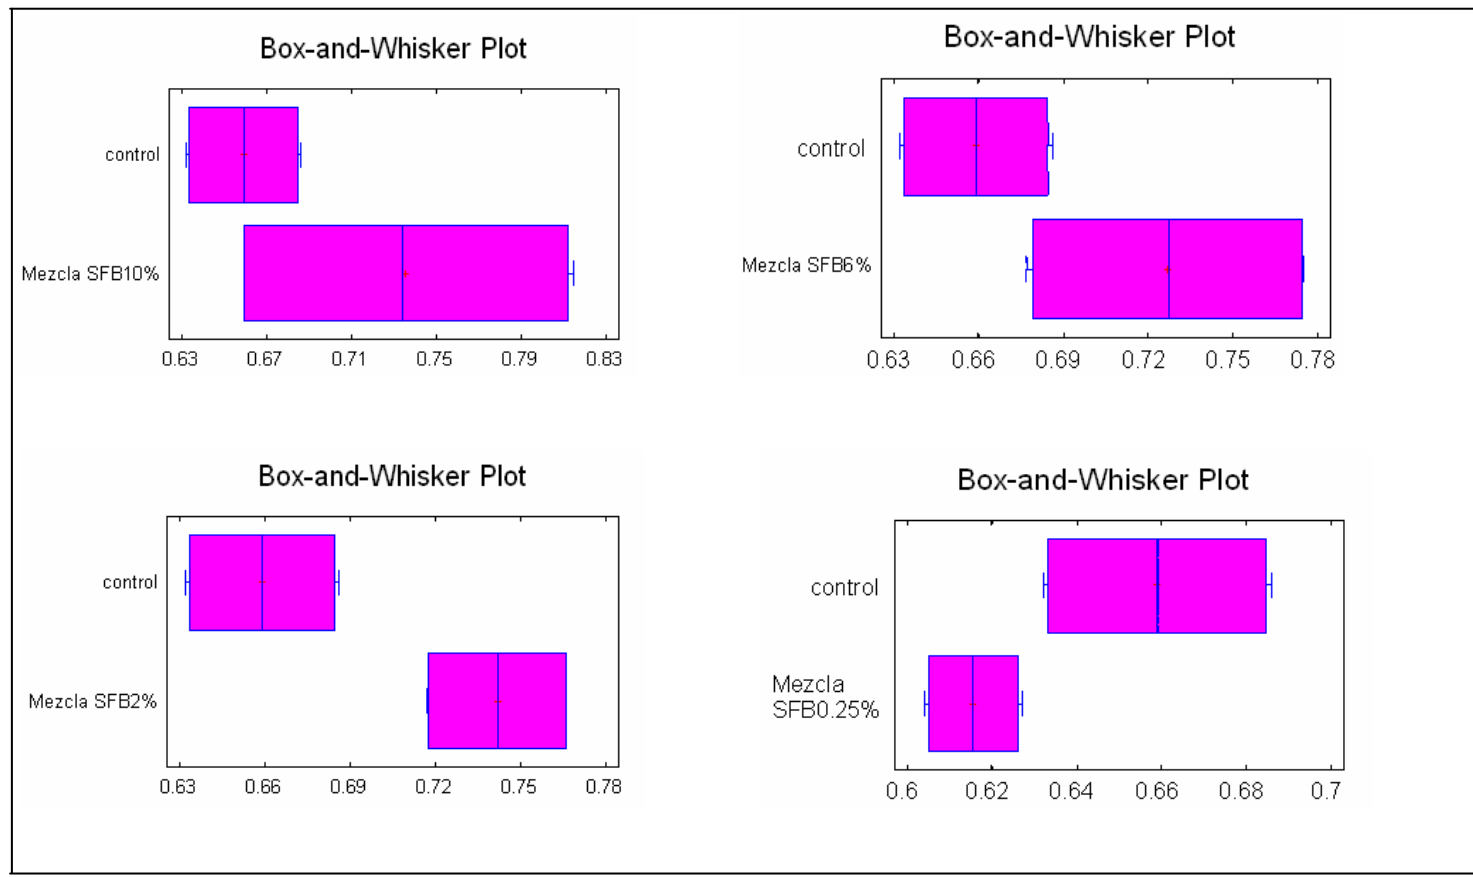 Box-and-Whisker Plot
control
Mezcla SFB10%
0.63 0.67 0.71 0.75 0.79 0.83
Box-and-Whisker Plot
control
Mezcla SFB6%
0.63 0.66 0.69 0.72 0.75 0.78
Box-and-Whisker Plot
control
Mezcla SFB2%
0.63 0.66 0.69 0.72 0.75 0.78
Box-and-Whisker Plot
control
Mezcla
SFB0.25%
0.6 0.62 0.64 0.66 0.68 0.7